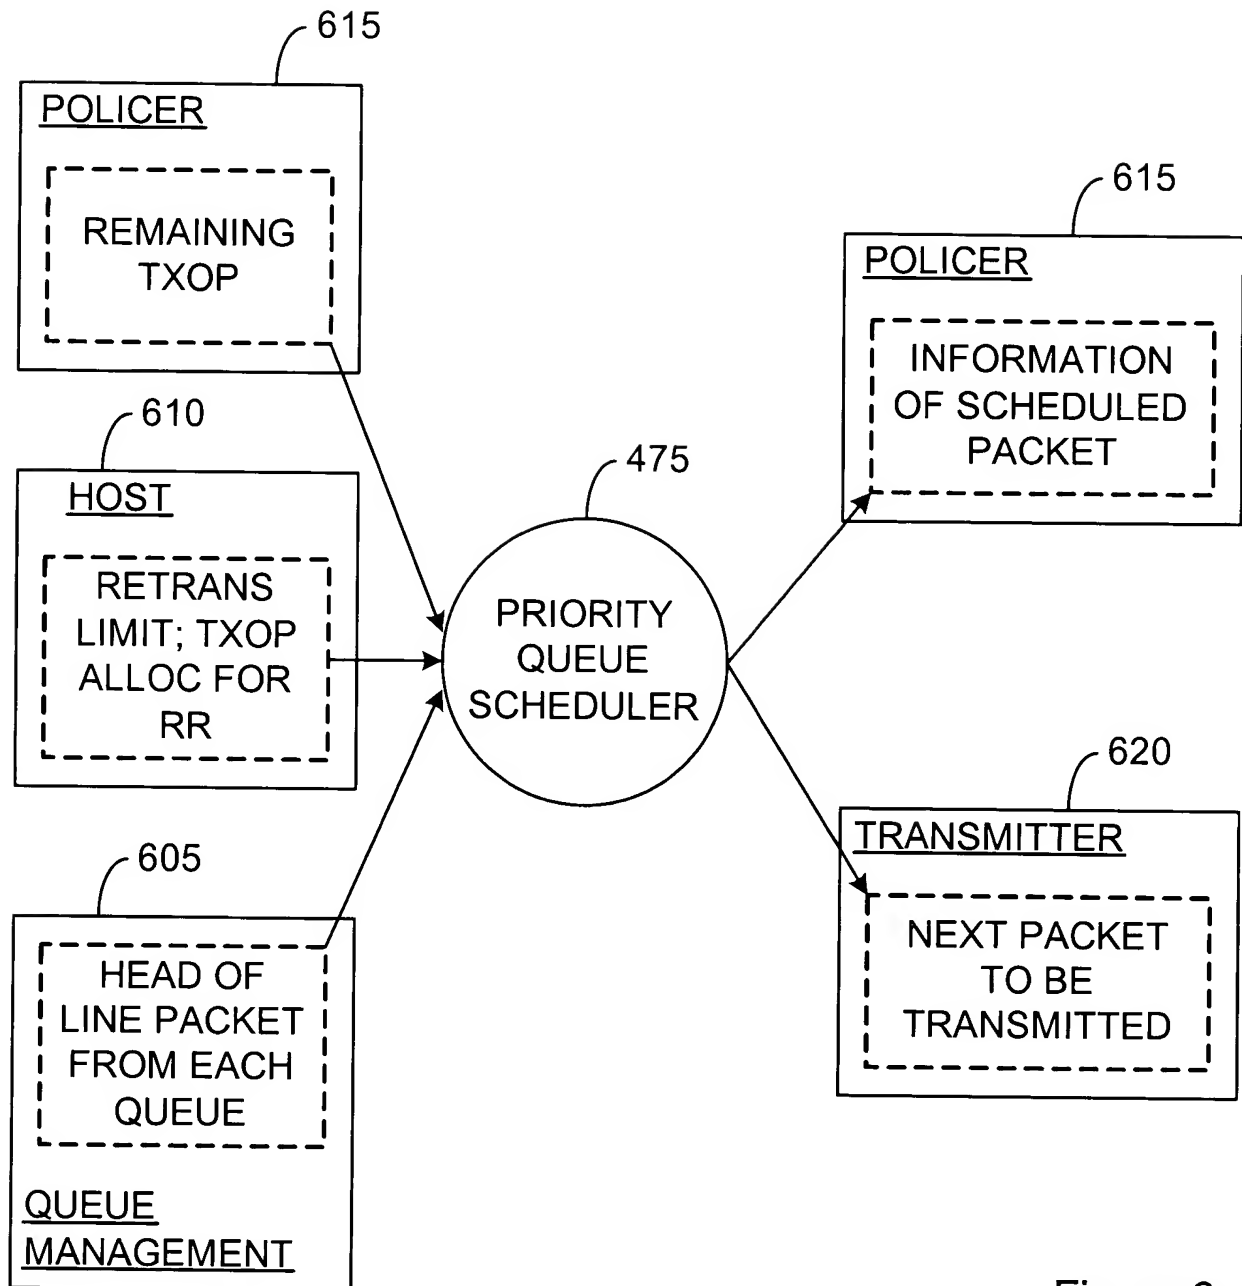 615
POLICER
REMAINING
TXOP
610
HOST
RETRANS
LIMIT; TXOP
ALLOC FOR
RR
605
HEAD OF
LINE PACKET
FROM EACH
QUEUE
QUEUE
MANAGEMENT
475
PRIORITY
QUEUE
SCHEDULER
615
POLICER
INFORMATION
OF SCHEDULED
PACKET
620
TRANSMITTER
NEXT PACKET
TO BE
TRANSMITTED
Figure